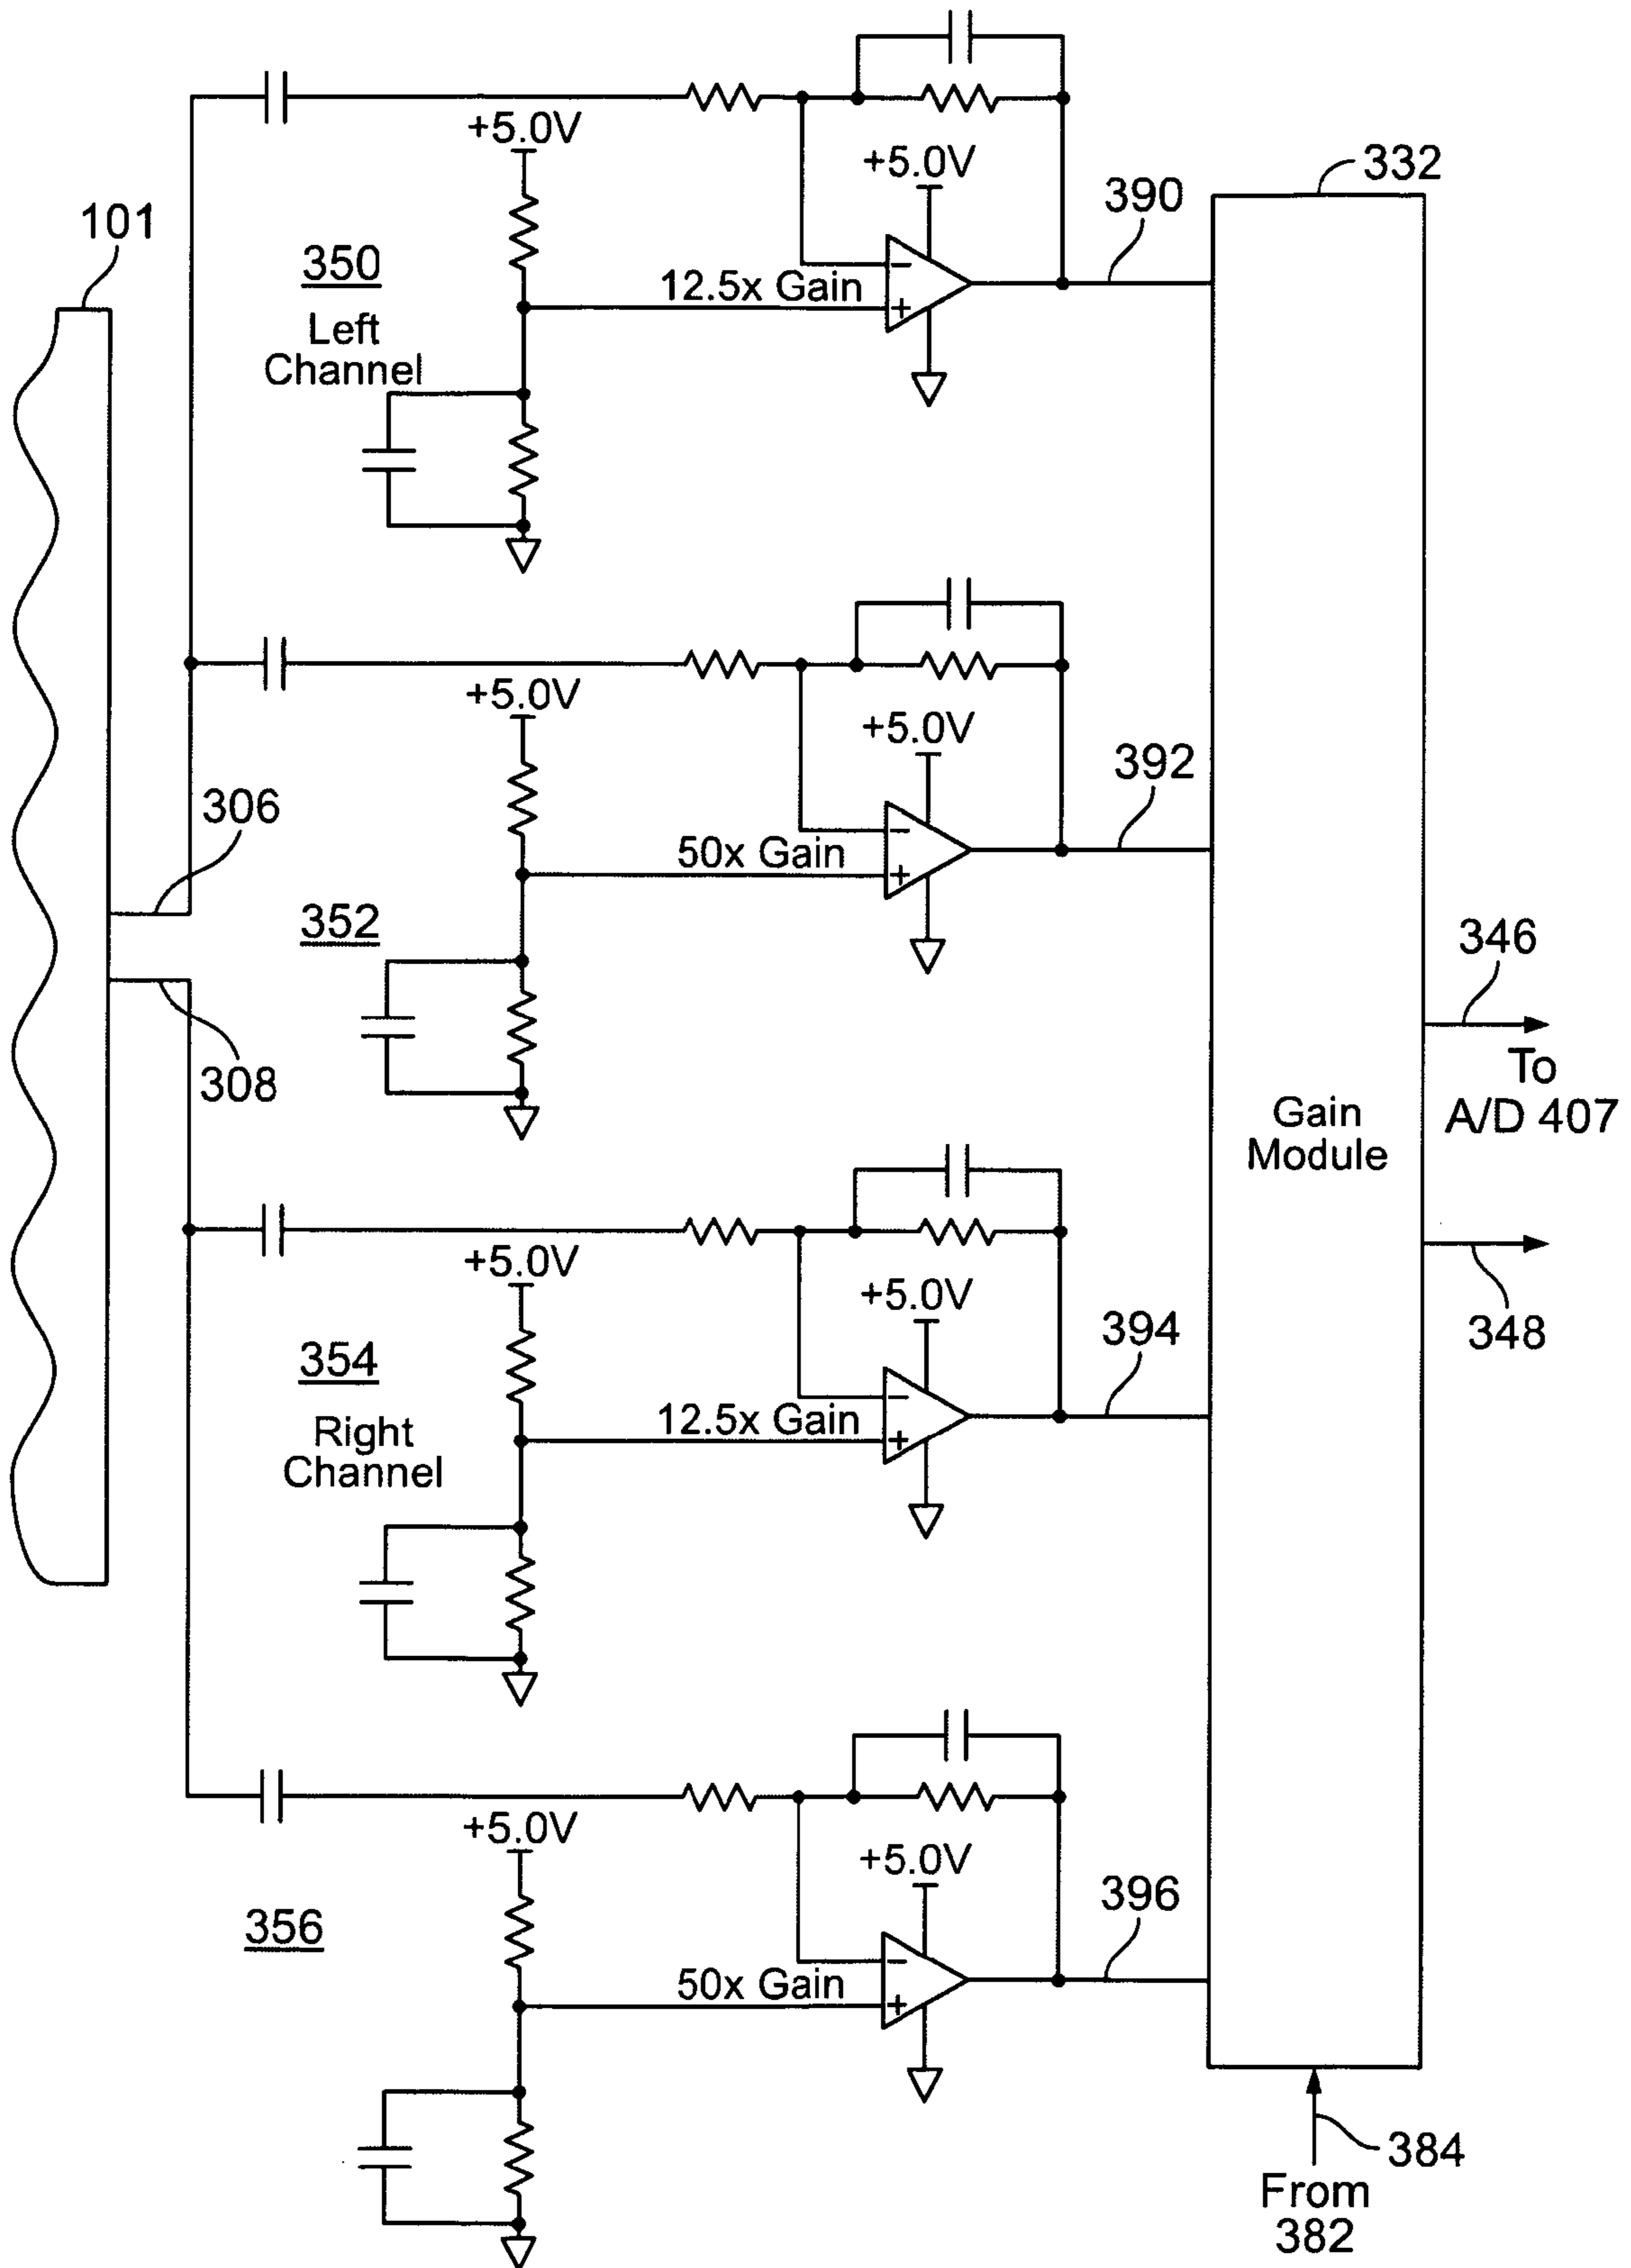 +5.0V
332
+5.0V
390
101
350
12.5x Gain
−
+
Left
Channel
+5.0V
+5.0V
392
306
50x Gain
−
+
352
346
308
To
A/D 407
Gain
Module
+5.0V
+5.0V
394
348
354
12.5x Gain
−
+
Right
Channel
+5.0V
+5.0V
396
356
50x Gain
−
+
384
From
382